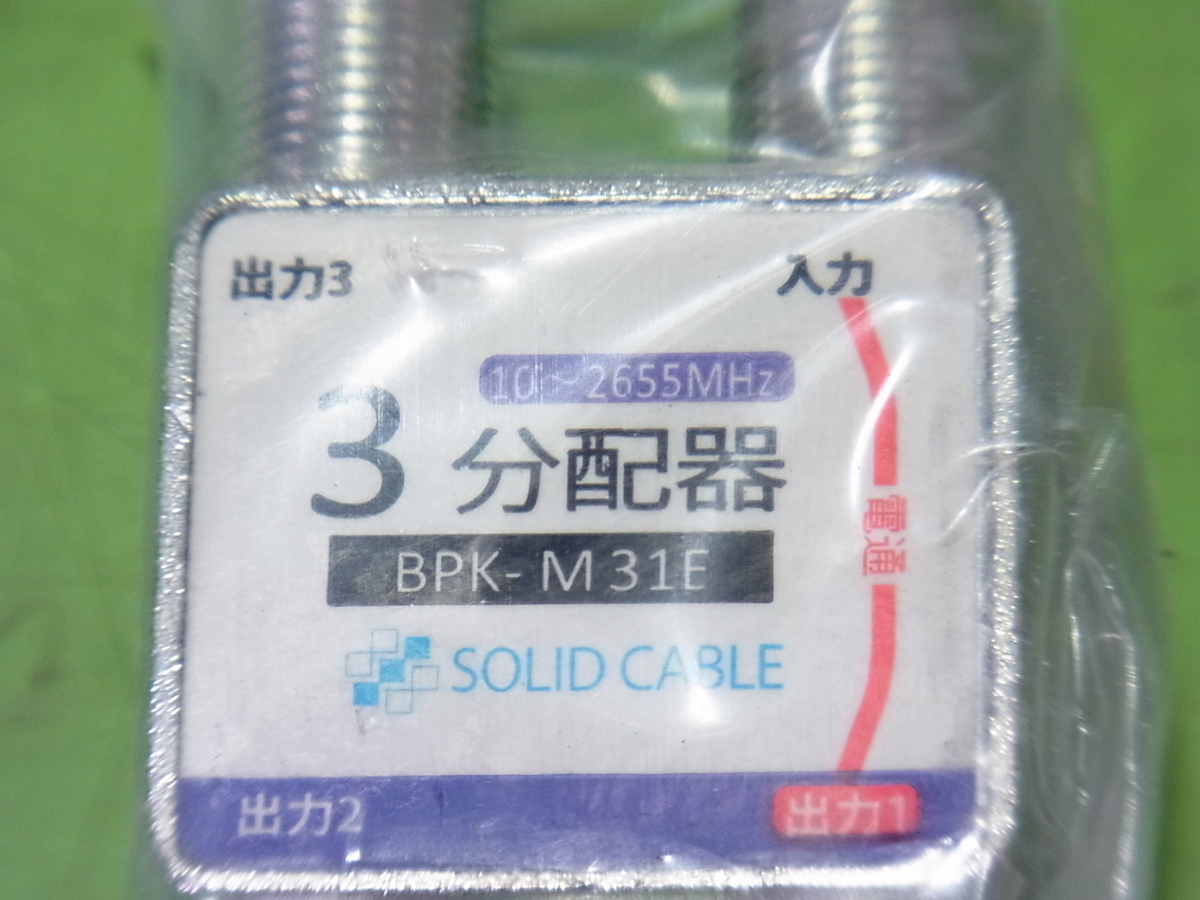 出力3
入力
10~2655MHz
3分配器
BPK-M31E
電通
SOLID CABLE
出力2
出力1